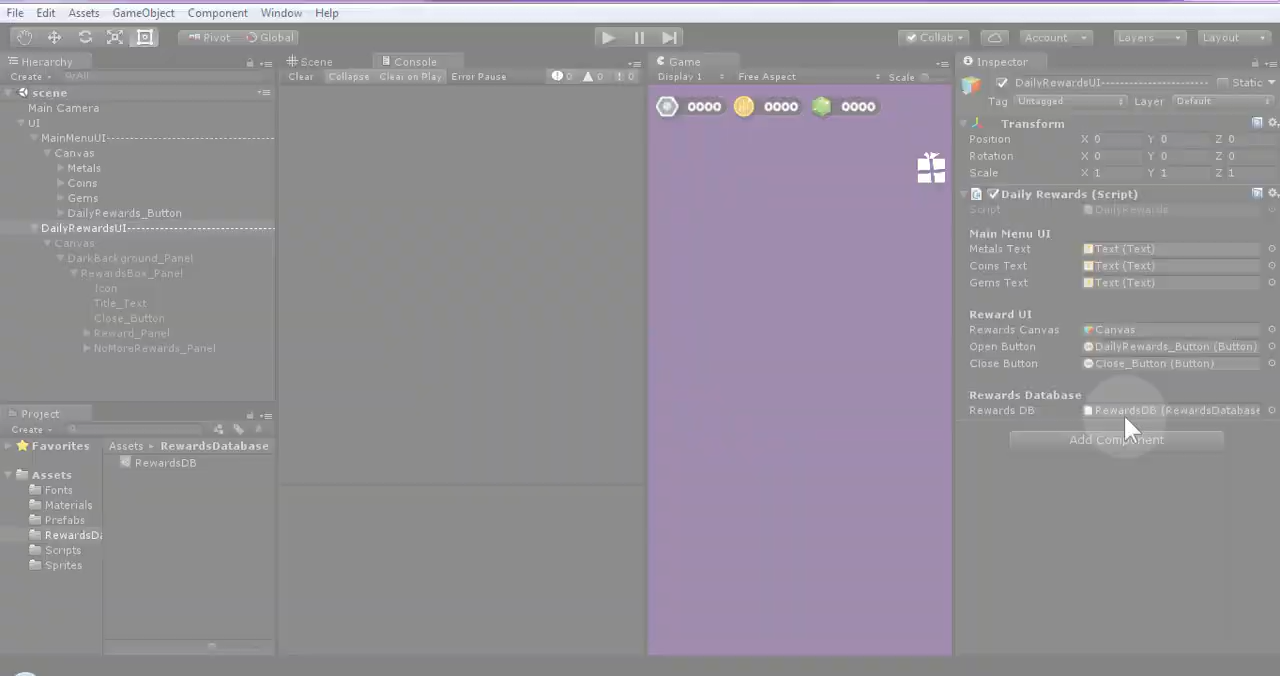 File Edit Assets GameObject Component Window Help
Pivot Global Collab Account Layers Layout
Hierarchy
Create All
scene
Main Camera
UI
MainMenuUI--------------------------------
Canvas
Metals
Coins
Gems
DailyRewards_Button
DailyRewardsUI----------------------------
Canvas
DarkBackground_Panel
RewardsBox_Panel
Icon
Title_Text
Close_Button
Reward_Panel
NoMoreRewards_Panel
Project
Create
Favorites
Assets
Fonts
Materials
Prefabs
RewardsDa
Scripts
Sprites
Assets RewardsDatabase
RewardsDB
Scene Console
Clear Collapse Clear on Play Error Pause 0 0 0
Game
Display 1 Free Aspect Scale
0000 0000 0000
Inspector
DailyRewardsUI--------------------- Static
Tag Untagged Layer Default
Transform
Position X 0 Y 0 Z 0
Rotation X 0 Y 0 Z 0
Scale X 1 Y 1 Z 1
Daily Rewards (Script)
Script DailyRewards
Main Menu UI
Metals Text Text (Text)
Coins Text Text (Text)
Gems Text Text (Text)
Reward UI
Rewards Canvas Canvas
Open Button DailyRewards_Button (Button)
Close Button Close_Button (Button)
Rewards Database
Rewards DB RewardsDB (RewardsDatabase
Add Component